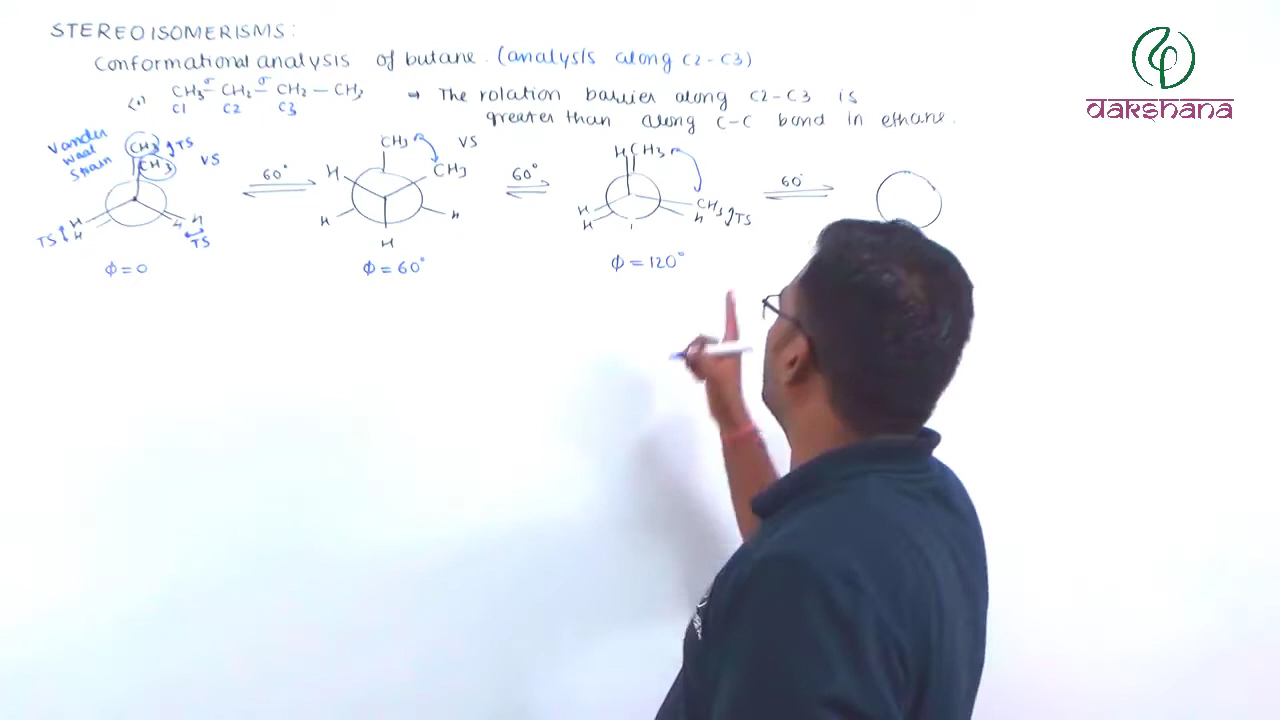 STEREOISOMERISMS:
Conformational analysis of butane. (analysis along C2-C3)
(1) CH3 σ CH2 σ CH2 - CH3 → The rotation barrier along C2-C3 is
C1 C2 C3 greater than along C-C bond in ethane.
dakshana
Vander
waal
Strain
CH3 TS
CH3
VS
H H
H H
TS TS
ϕ=0
60°
CH3 VS
H CH3
H H
H
ϕ=60°
60°
H CH3
H CH3
H H TS
ϕ=120°
60°